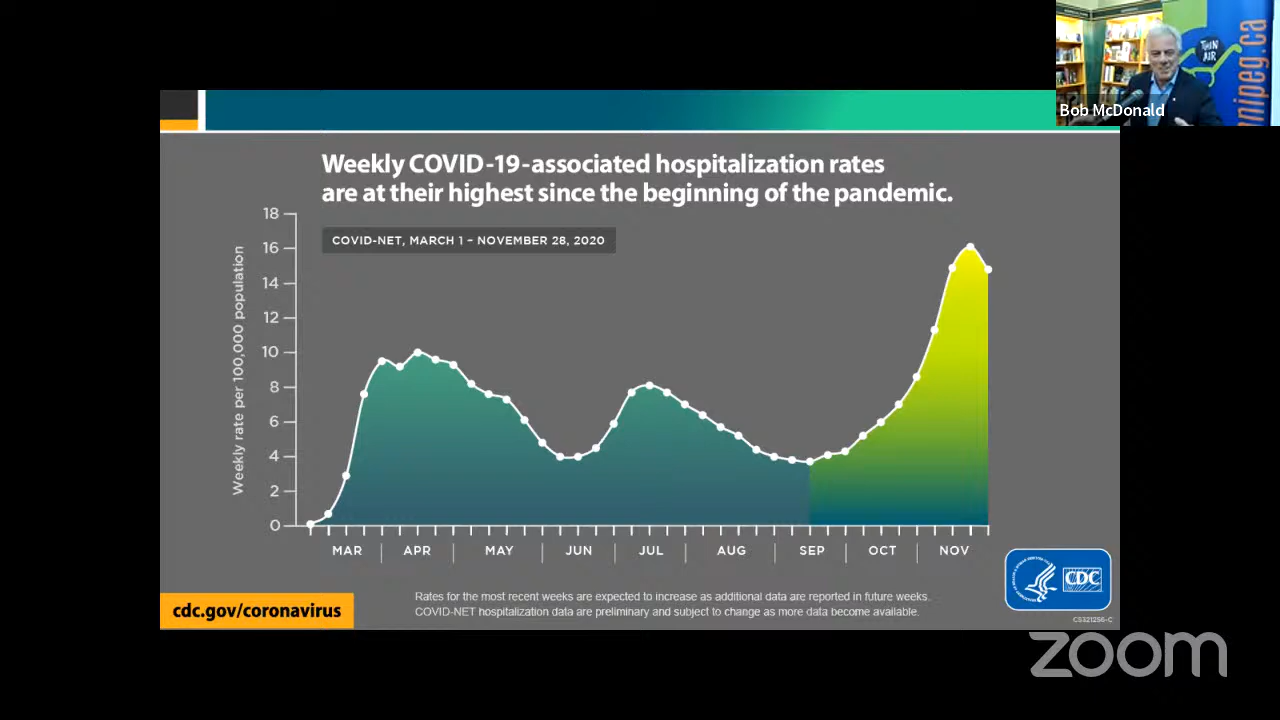 THIN
AIR
nnipeg.ca
Bob McDonald
Weekly COVID-19-associated hospitalization rates
are at their highest since the beginning of the pandemic.
COVID-NET, MARCH 1 – NOVEMBER 28, 2020
Weekly rate per 100,000 population
18
16
14
12
10
8
6
4
2
0
MAR APR MAY JUN JUL AUG SEP OCT NOV
CDC
Rates for the most recent weeks are expected to increase as additional data are reported in future weeks.
COVID-NET hospitalization data are preliminary and subject to change as more data become available.
cdc.gov/coronavirus
CS321256-C
zoom